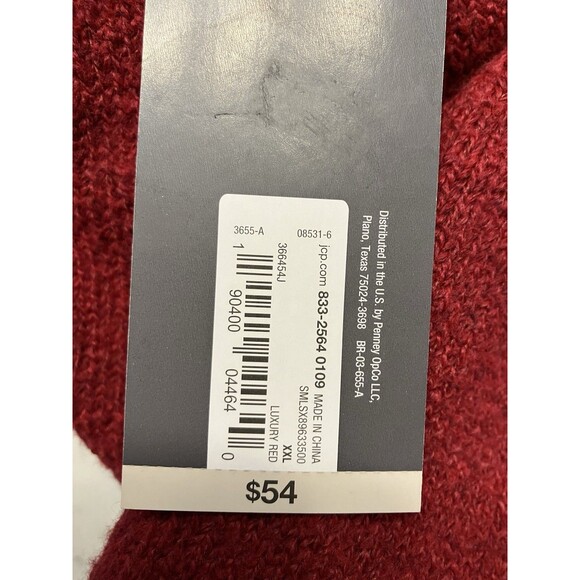 Distributed in the U.S. by Penney OpCo LLC,
Plano, Texas 75024-3698 BR-03-655-A
3655-A
08531-6
jcp.com 833-2564 0109 MADE IN CHINA
SMLSX89633500
XXL
LUXURY RED
366454J
1 90400 04464 0
$54